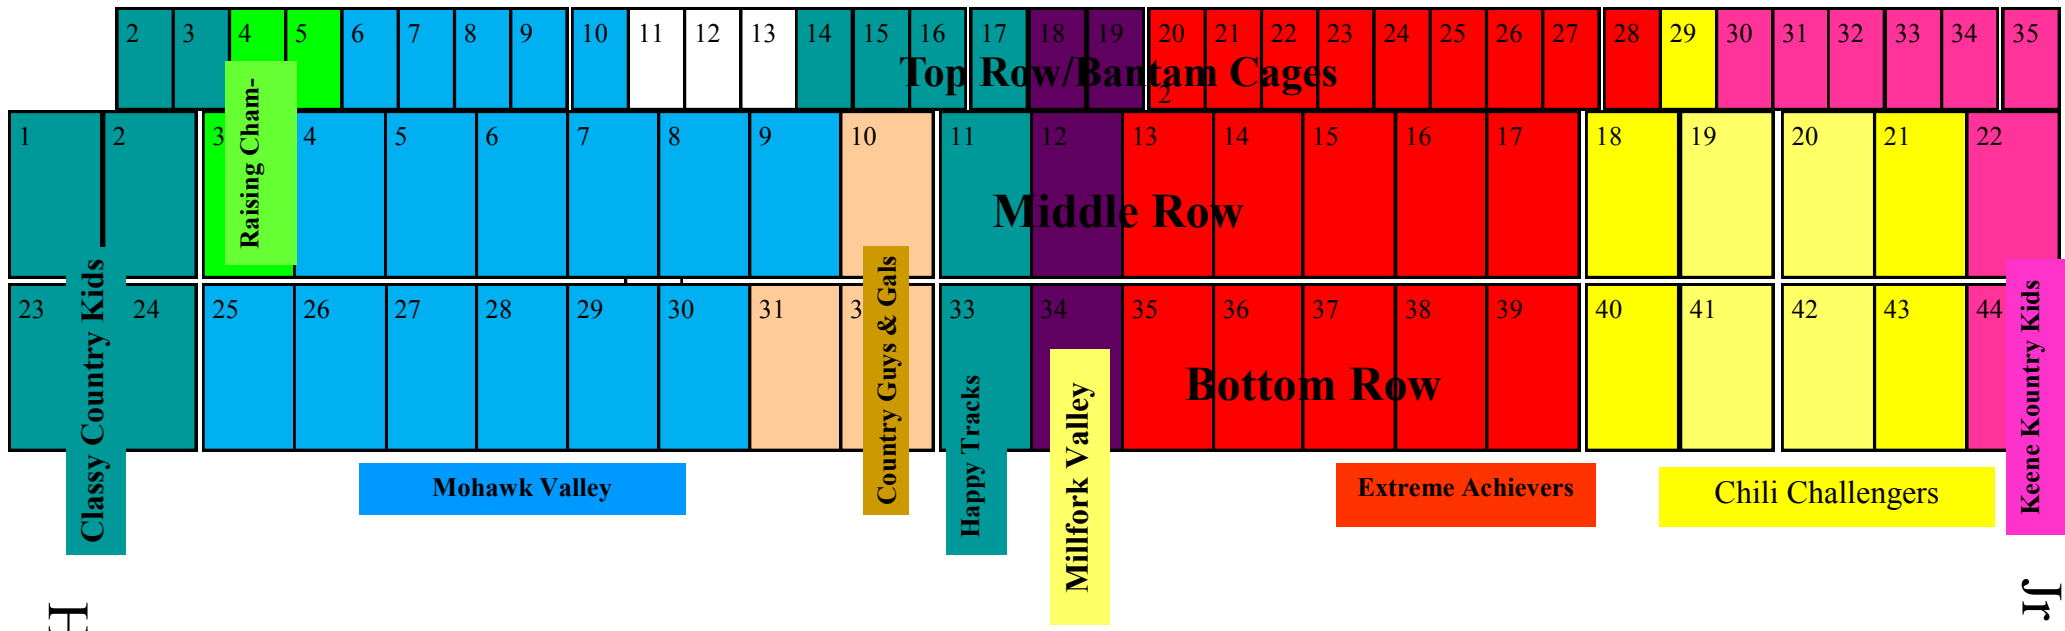 2 3 4 5 6 7 8 9 10 11 12 13 14 15 16 17 18 19 20 21 22 23 24 25 26 27 28 29 30 31 32 33 34 35
2
Top Row/Bantam Cages
1 2 3 4 5 6 7 8 9 10 11 12 13 14 15 16 17 18 19 20 21 22
Raising Cham-
Middle Row
23 24 25 26 27 28 29 30 31 3 33 34 35 36 37 38 39 40 41 42 43 44
Bottom Row
Classy Country Kids
Mohawk Valley
Country Guys & Gals
Happy Tracks
Millfork Valley
Extreme Achievers
Chili Challengers
Keene Kountry Kids
Jr